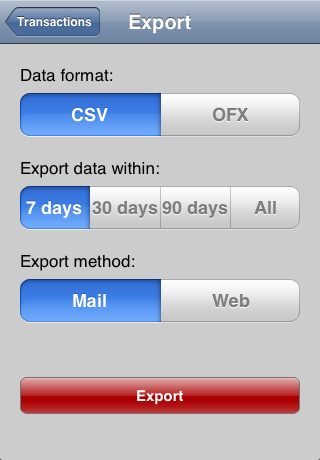 Transactions
Export
Data format:
CSV OFX
Export data within:
7 days 30 days 90 days All
Export method:
Mail Web
Export